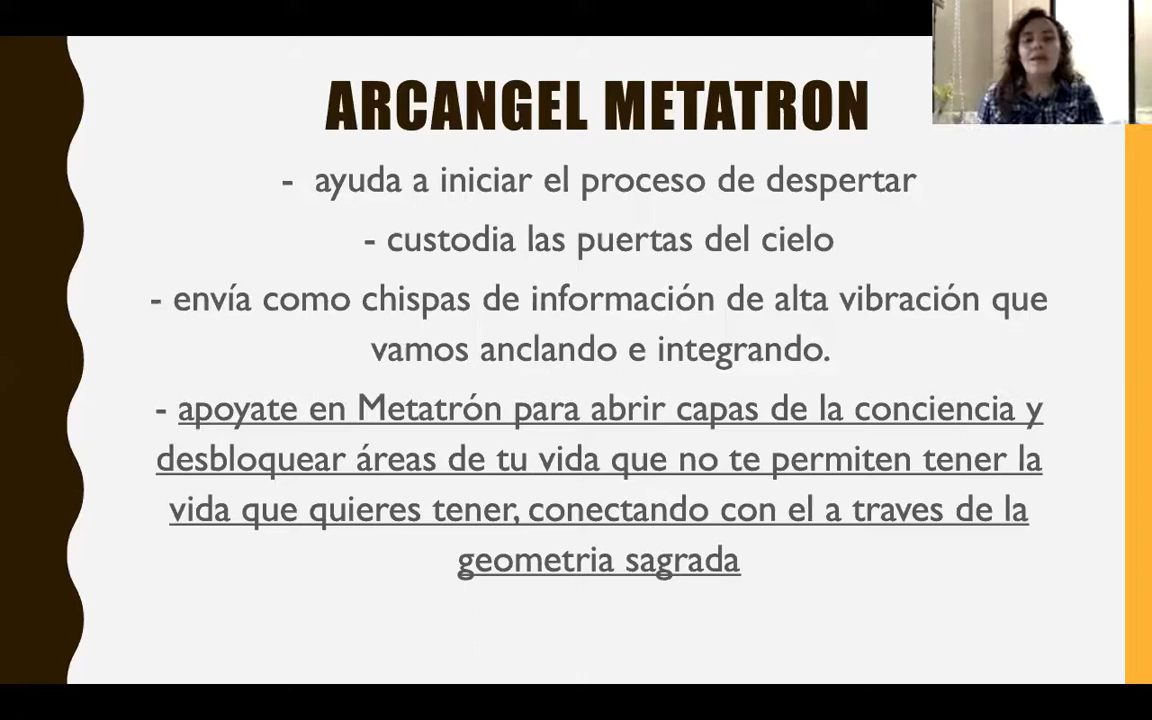 ARCANGEL METATRON
- ayuda a iniciar el proceso de despertar
- custodia las puertas del cielo
- envía como chispas de información de alta vibración que
vamos anclando e integrando.
- apoyate en Metatrón para abrir capas de la conciencia y
desbloquear áreas de tu vida que no te permiten tener la
vida que quieres tener, conectando con el a traves de la
geometria sagrada